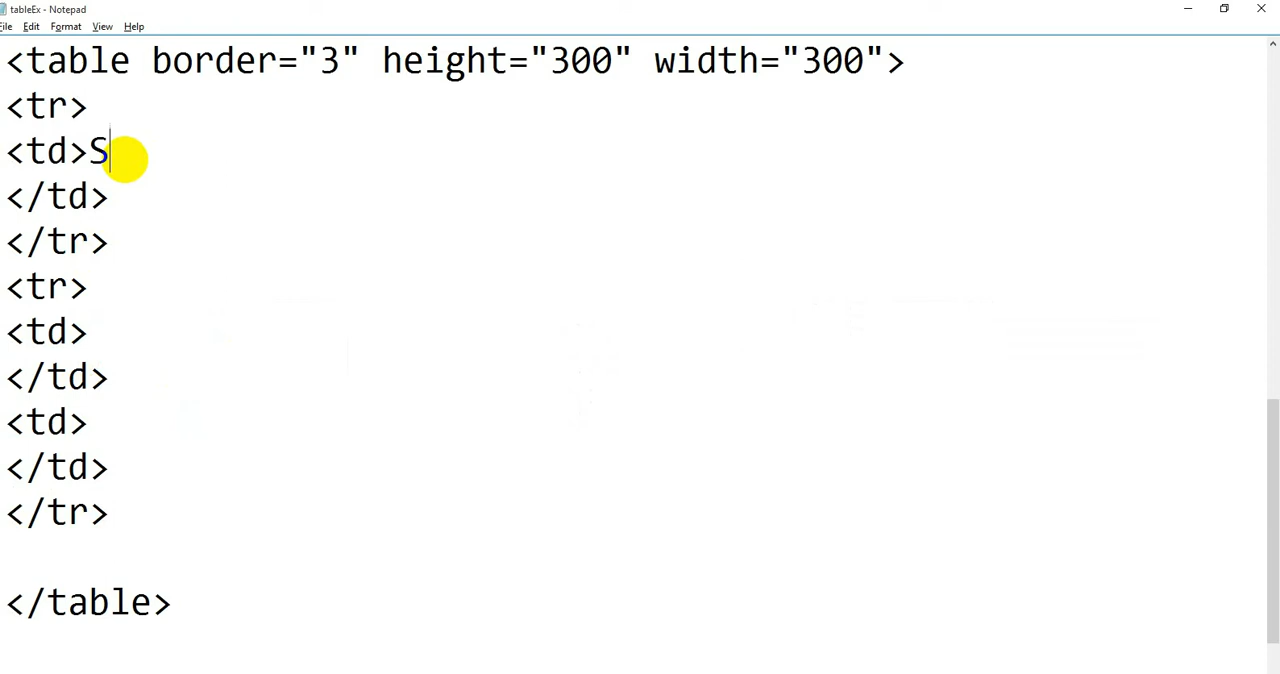 tableEx - Notepad
File Edit Format View Help
<table border="3" height="300" width="300">
<tr>
<td>S
</td>
</tr>
<tr>
<td>
</td>
<td>
</td>
</tr>
</table>